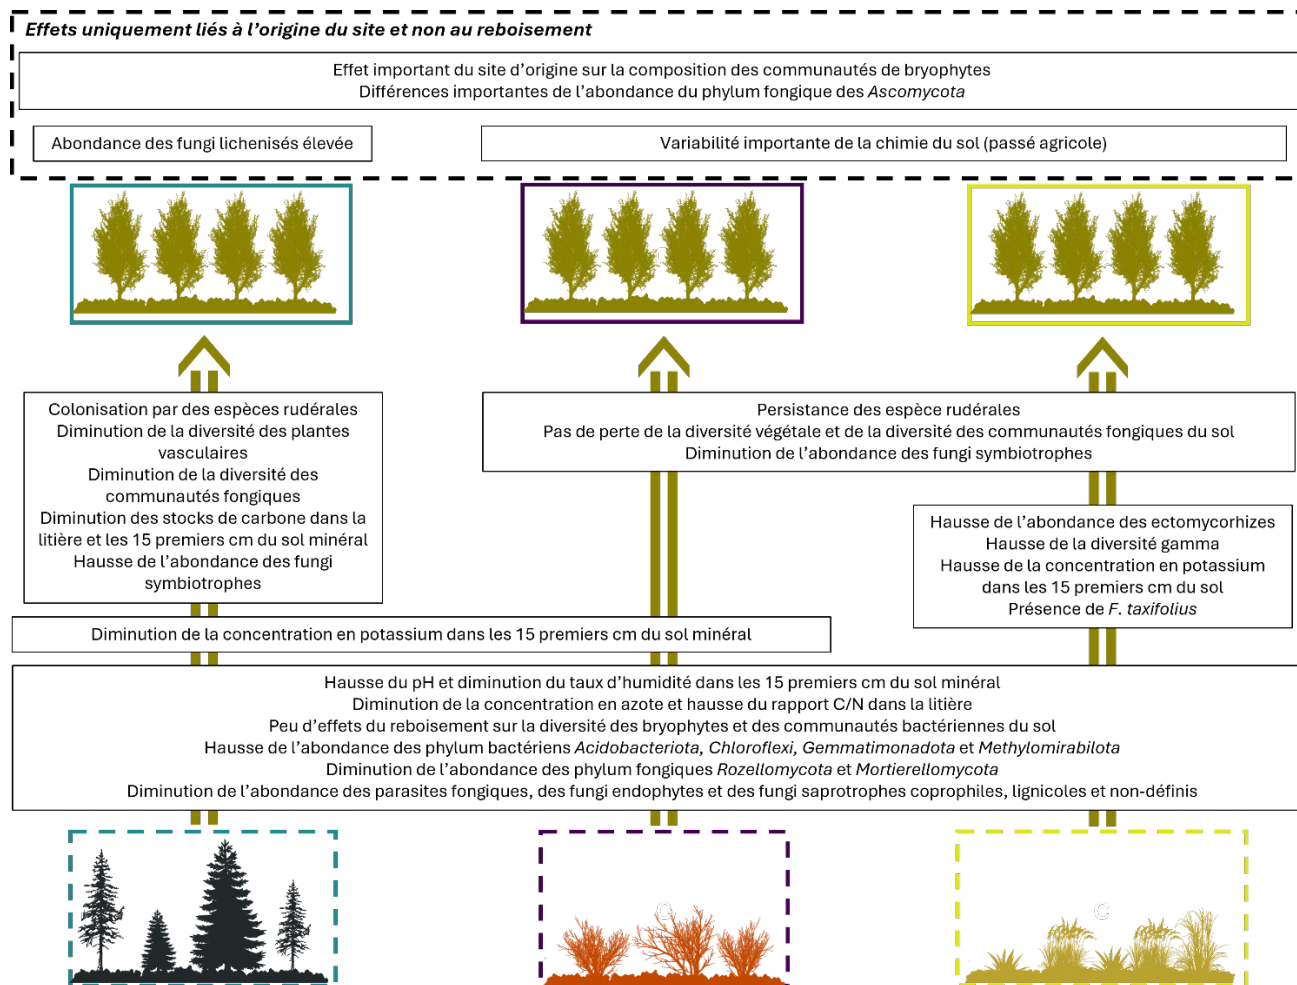 Effets uniquement liés à l'origine du site et non au reboisement
Effet important du site d'origine sur la composition des communautés de bryophytes
Différences importantes de l'abondance du phylum fongique des Ascomycota
Abondance des fungi lichenisés élevée
Variabilité importante de la chimie du sol (passé agricole)
Colonisation par des espèces rudérales
Diminution de la diversité des plantes
vasculaires
Diminution de la diversité des
communautés fongiques
Diminution des stocks de carbone dans la
litière et les 15 premiers cm du sol minéral
Hausse de l'abondance des fungi
symbiotrophes
Persistance des espèce rudérales
Pas de perte de la diversité végétale et de la diversité des communautés fongiques du sol
Diminution de l'abondance des fungi symbiotrophes
Hausse de l'abondance des ectomycorhizes
Hausse de la diversité gamma
Hausse de la concentration en potassium
dans les 15 premiers cm du sol
Présence de F. taxifolius
Diminution de la concentration en potassium dans les 15 premiers cm du sol minéral
Hausse du pH et diminution du taux d'humidité dans les 15 premiers cm du sol minéral
Diminution de la concentration en azote et hausse du rapport C/N dans la litière
Peu d'effets du reboisement sur la diversité des bryophytes et des communautés bactériennes du sol
Hausse de l'abondance des phylum bactériens Acidobacteriota, Chloroflexi, Gemmatimonadota et Methylomirabilota
Diminution de l'abondance des phylum fongiques Rozellomycota et Mortierellomycota
Diminution de l'abondance des parasites fongiques, des fungi endophytes et des fungi saprotrophes coprophiles, lignicoles et non-définis
C